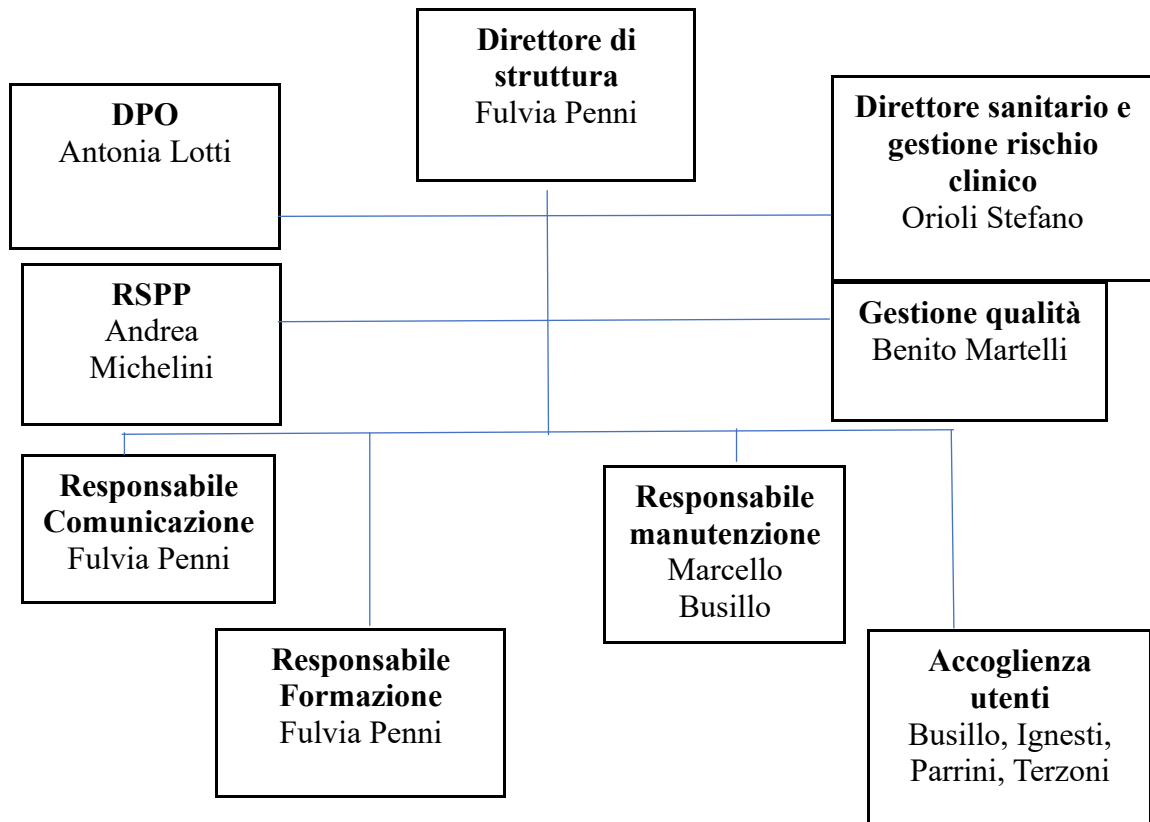 Direttore di
struttura
Fulvia Penni
DPO
Antonia Lotti
Direttore sanitario e
gestione rischio
clinico
Orioli Stefano
RSPP
Andrea
Michelini
Gestione qualità
Benito Martelli
Responsabile
Comunicazione
Fulvia Penni
Responsabile
manutenzione
Marcello
Busillo
Responsabile
Formazione
Fulvia Penni
Accoglienza
utenti
Busillo, Ignesti,
Parrini, Terzoni